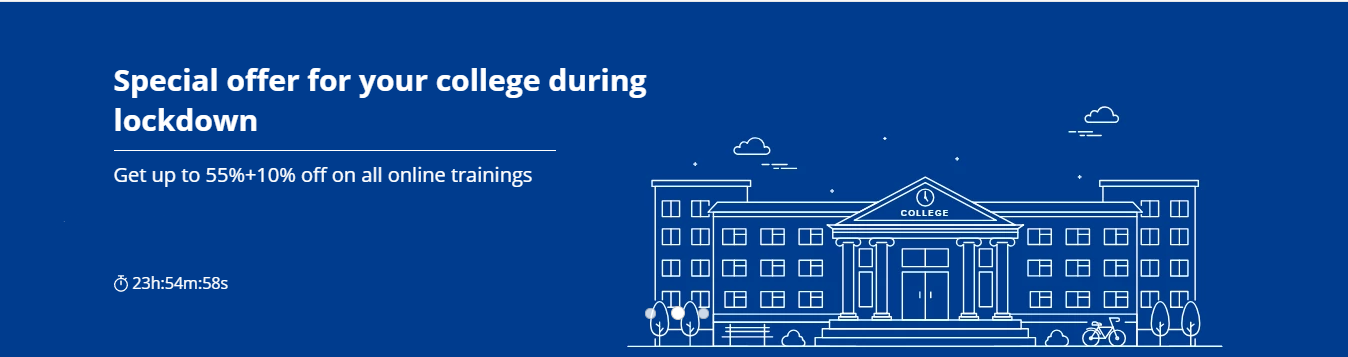 Special offer for your college during
lockdown
Get up to 55%+10% off on all online trainings
COLLEGE
23h:54m:58s